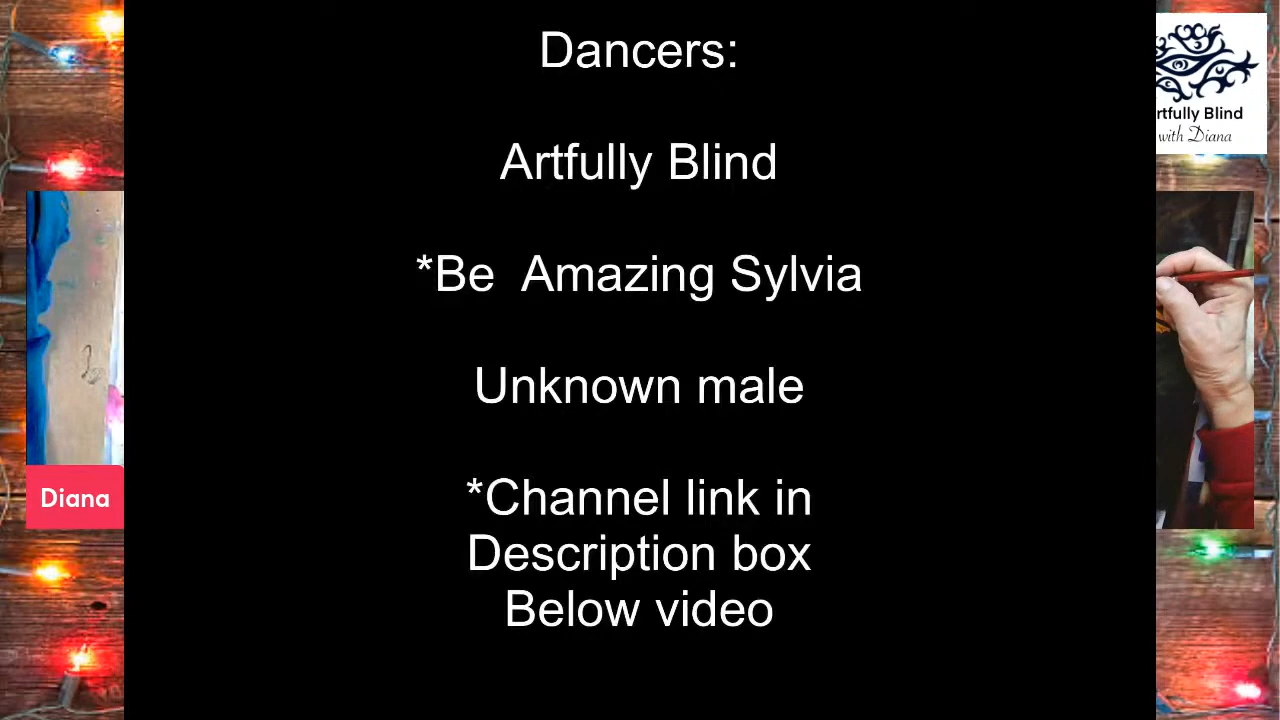 Dancers:
Artfully Blind
*Be  Amazing Sylvia
Unknown male
*Channel link in
Description box
Below video
rtfully Blind
with Diana
Diana